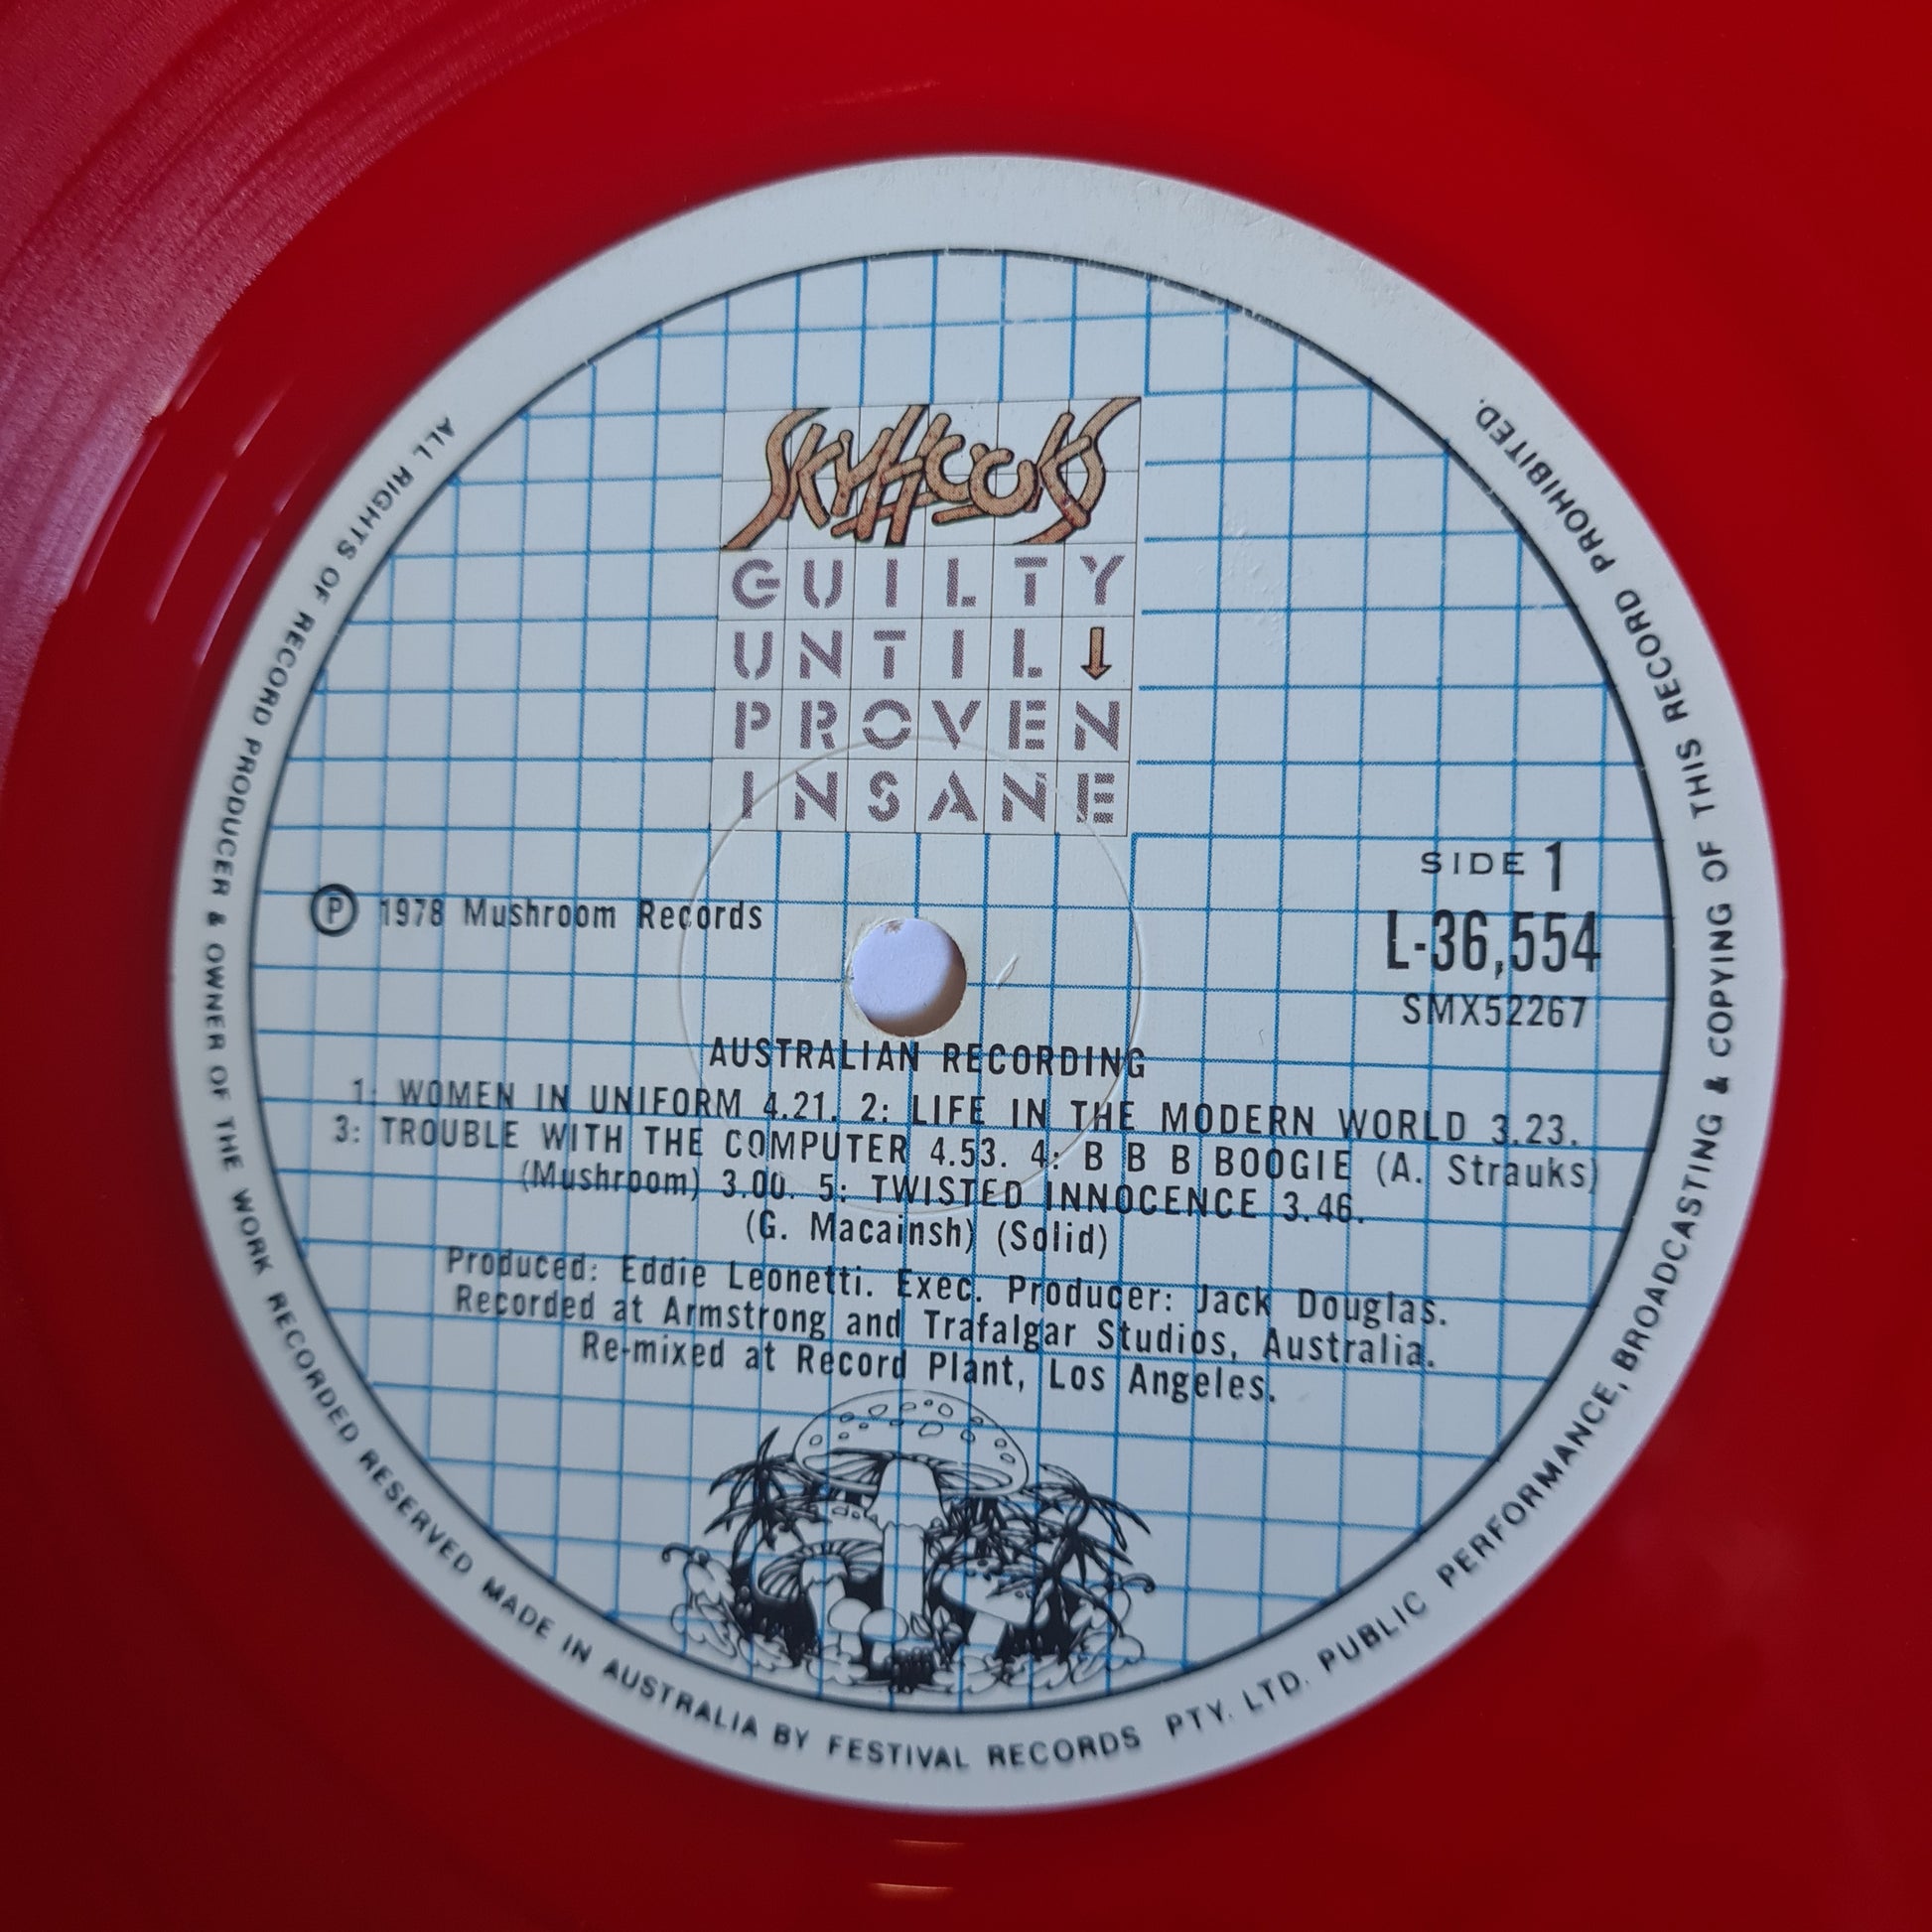 SKYHOOKS
GUILTY
UNTIL
PROVEN
INSANE
SIDE 1
Ⓟ 1978 Mushroom Records
L-36,554
SMX52267
AUSTRALIAN RECORDING
1: WOMEN IN UNIFORM 4.21. 2: LIFE IN THE MODERN WORLD 3.23.
3: TROUBLE WITH THE COMPUTER 4.53. 4: B B B BOOGIE (A. Strauks)
(Mushroom) 3.00. 5: TWISTED INNOCENCE 3.46.
(G. Macainsh) (Solid)
Produced: Eddie Leonetti. Exec. Producer: Jack Douglas.
Recorded at Armstrong and Trafalgar Studios, Australia.
Re-mixed at Record Plant, Los Angeles.
ALL RIGHTS OF RECORD PRODUCER & OWNER OF THE WORK RECORDED RESERVED MADE IN AUSTRALIA BY FESTIVAL RECORDS PTY. LTD. PUBLIC PERFORMANCE, BROADCASTING & COPYING OF THIS RECORD PROHIBITED.